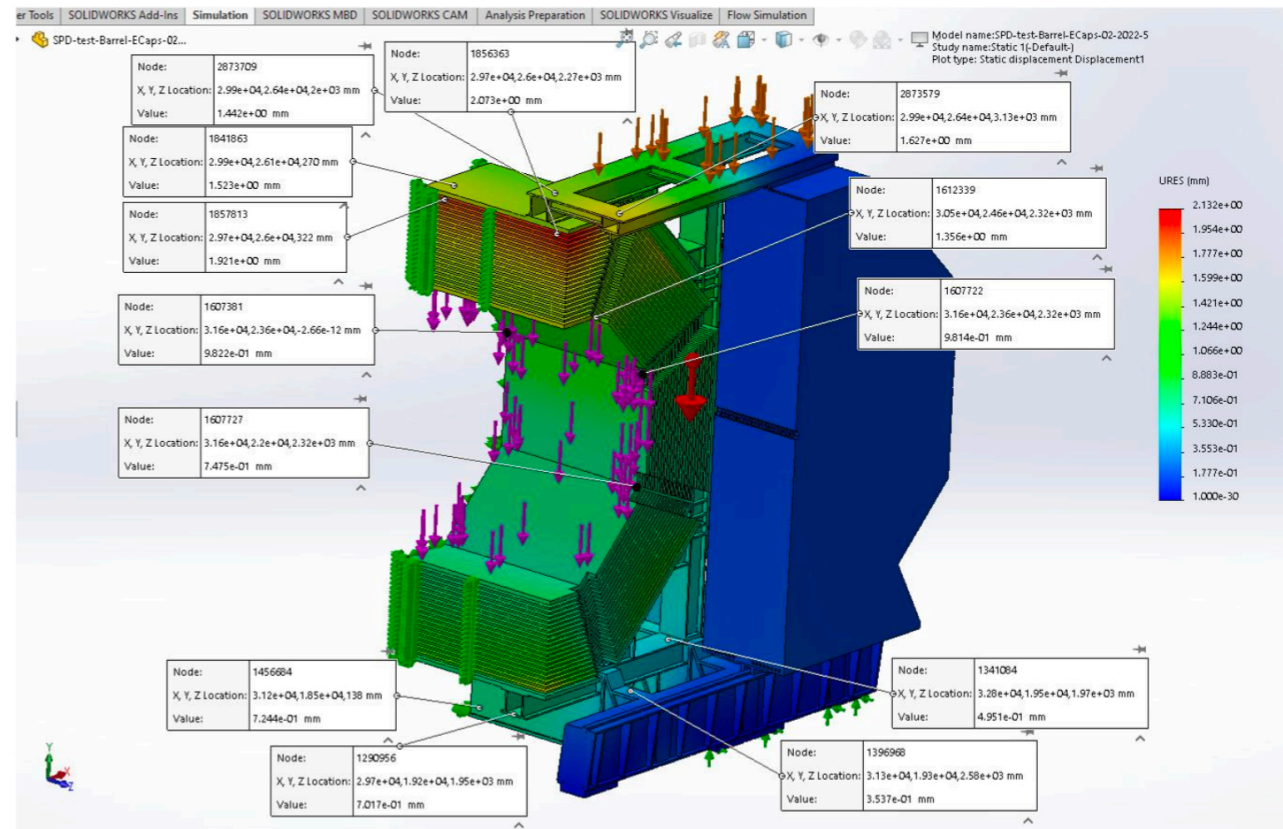 er Tools
SOLIDWORKS Add-Ins
Simulation
SOLIDWORKS MBD
SOLIDWORKS CAM
Analysis Preparation
SOLIDWORKS Visualize
Flow Simulation
SPD-test-Barrel-ECaps-02...
Model name:SPD-test-Barrel-ECaps-02-2022-5
Study name:Static 1(-Default-)
Plot type: Static displacement Displacement1
Node: 2873709
X, Y, Z Location: 2.99e+04,2.64e+04,2e+03 mm
Value: 1.442e+00 mm
Node: 1856363
X, Y, Z Location: 2.97e+04,2.6e+04,2.27e+03 mm
Value: 2.073e+00 mm
Node: 2873579
X, Y, Z Location: 2.99e+04,2.64e+04,3.13e+03 mm
Value: 1.627e+00 mm
Node: 1841863
X, Y, Z Location: 2.99e+04,2.61e+04,270 mm
Value: 1.523e+00 mm
Node: 1612339
X, Y, Z Location: 3.05e+04,2.46e+04,2.32e+03 mm
Value: 1.356e+00 mm
Node: 1857813
X, Y, Z Location: 2.97e+04,2.6e+04,322 mm
Value: 1.921e+00 mm
Node: 1607722
X, Y, Z Location: 3.16e+04,2.36e+04,2.32e+03 mm
Value: 9.814e-01 mm
Node: 1607381
X, Y, Z Location: 3.16e+04,2.36e+04,-2.66e-12 mm
Value: 9.822e-01 mm
Node: 1607727
X, Y, Z Location: 3.16e+04,2.2e+04,2.32e+03 mm
Value: 7.475e-01 mm
URES (mm)
2.132e+00
1.954e+00
1.777e+00
1.599e+00
1.421e+00
1.244e+00
1.066e+00
8.883e-01
7.106e-01
5.330e-01
3.553e-01
1.777e-01
1.000e-30
Node: 1456684
X, Y, Z Location: 3.12e+04,1.85e+04,138 mm
Value: 7.244e-01 mm
Node: 1341084
X, Y, Z Location: 3.28e+04,1.95e+04,1.97e+03 mm
Value: 4.951e-01 mm
Node: 1290956
X, Y, Z Location: 2.97e+04,1.92e+04,1.95e+03 mm
Value: 7.017e-01 mm
Node: 1396968
X, Y, Z Location: 3.13e+04,1.93e+04,2.58e+03 mm
Value: 3.537e-01 mm
Y
X
Z